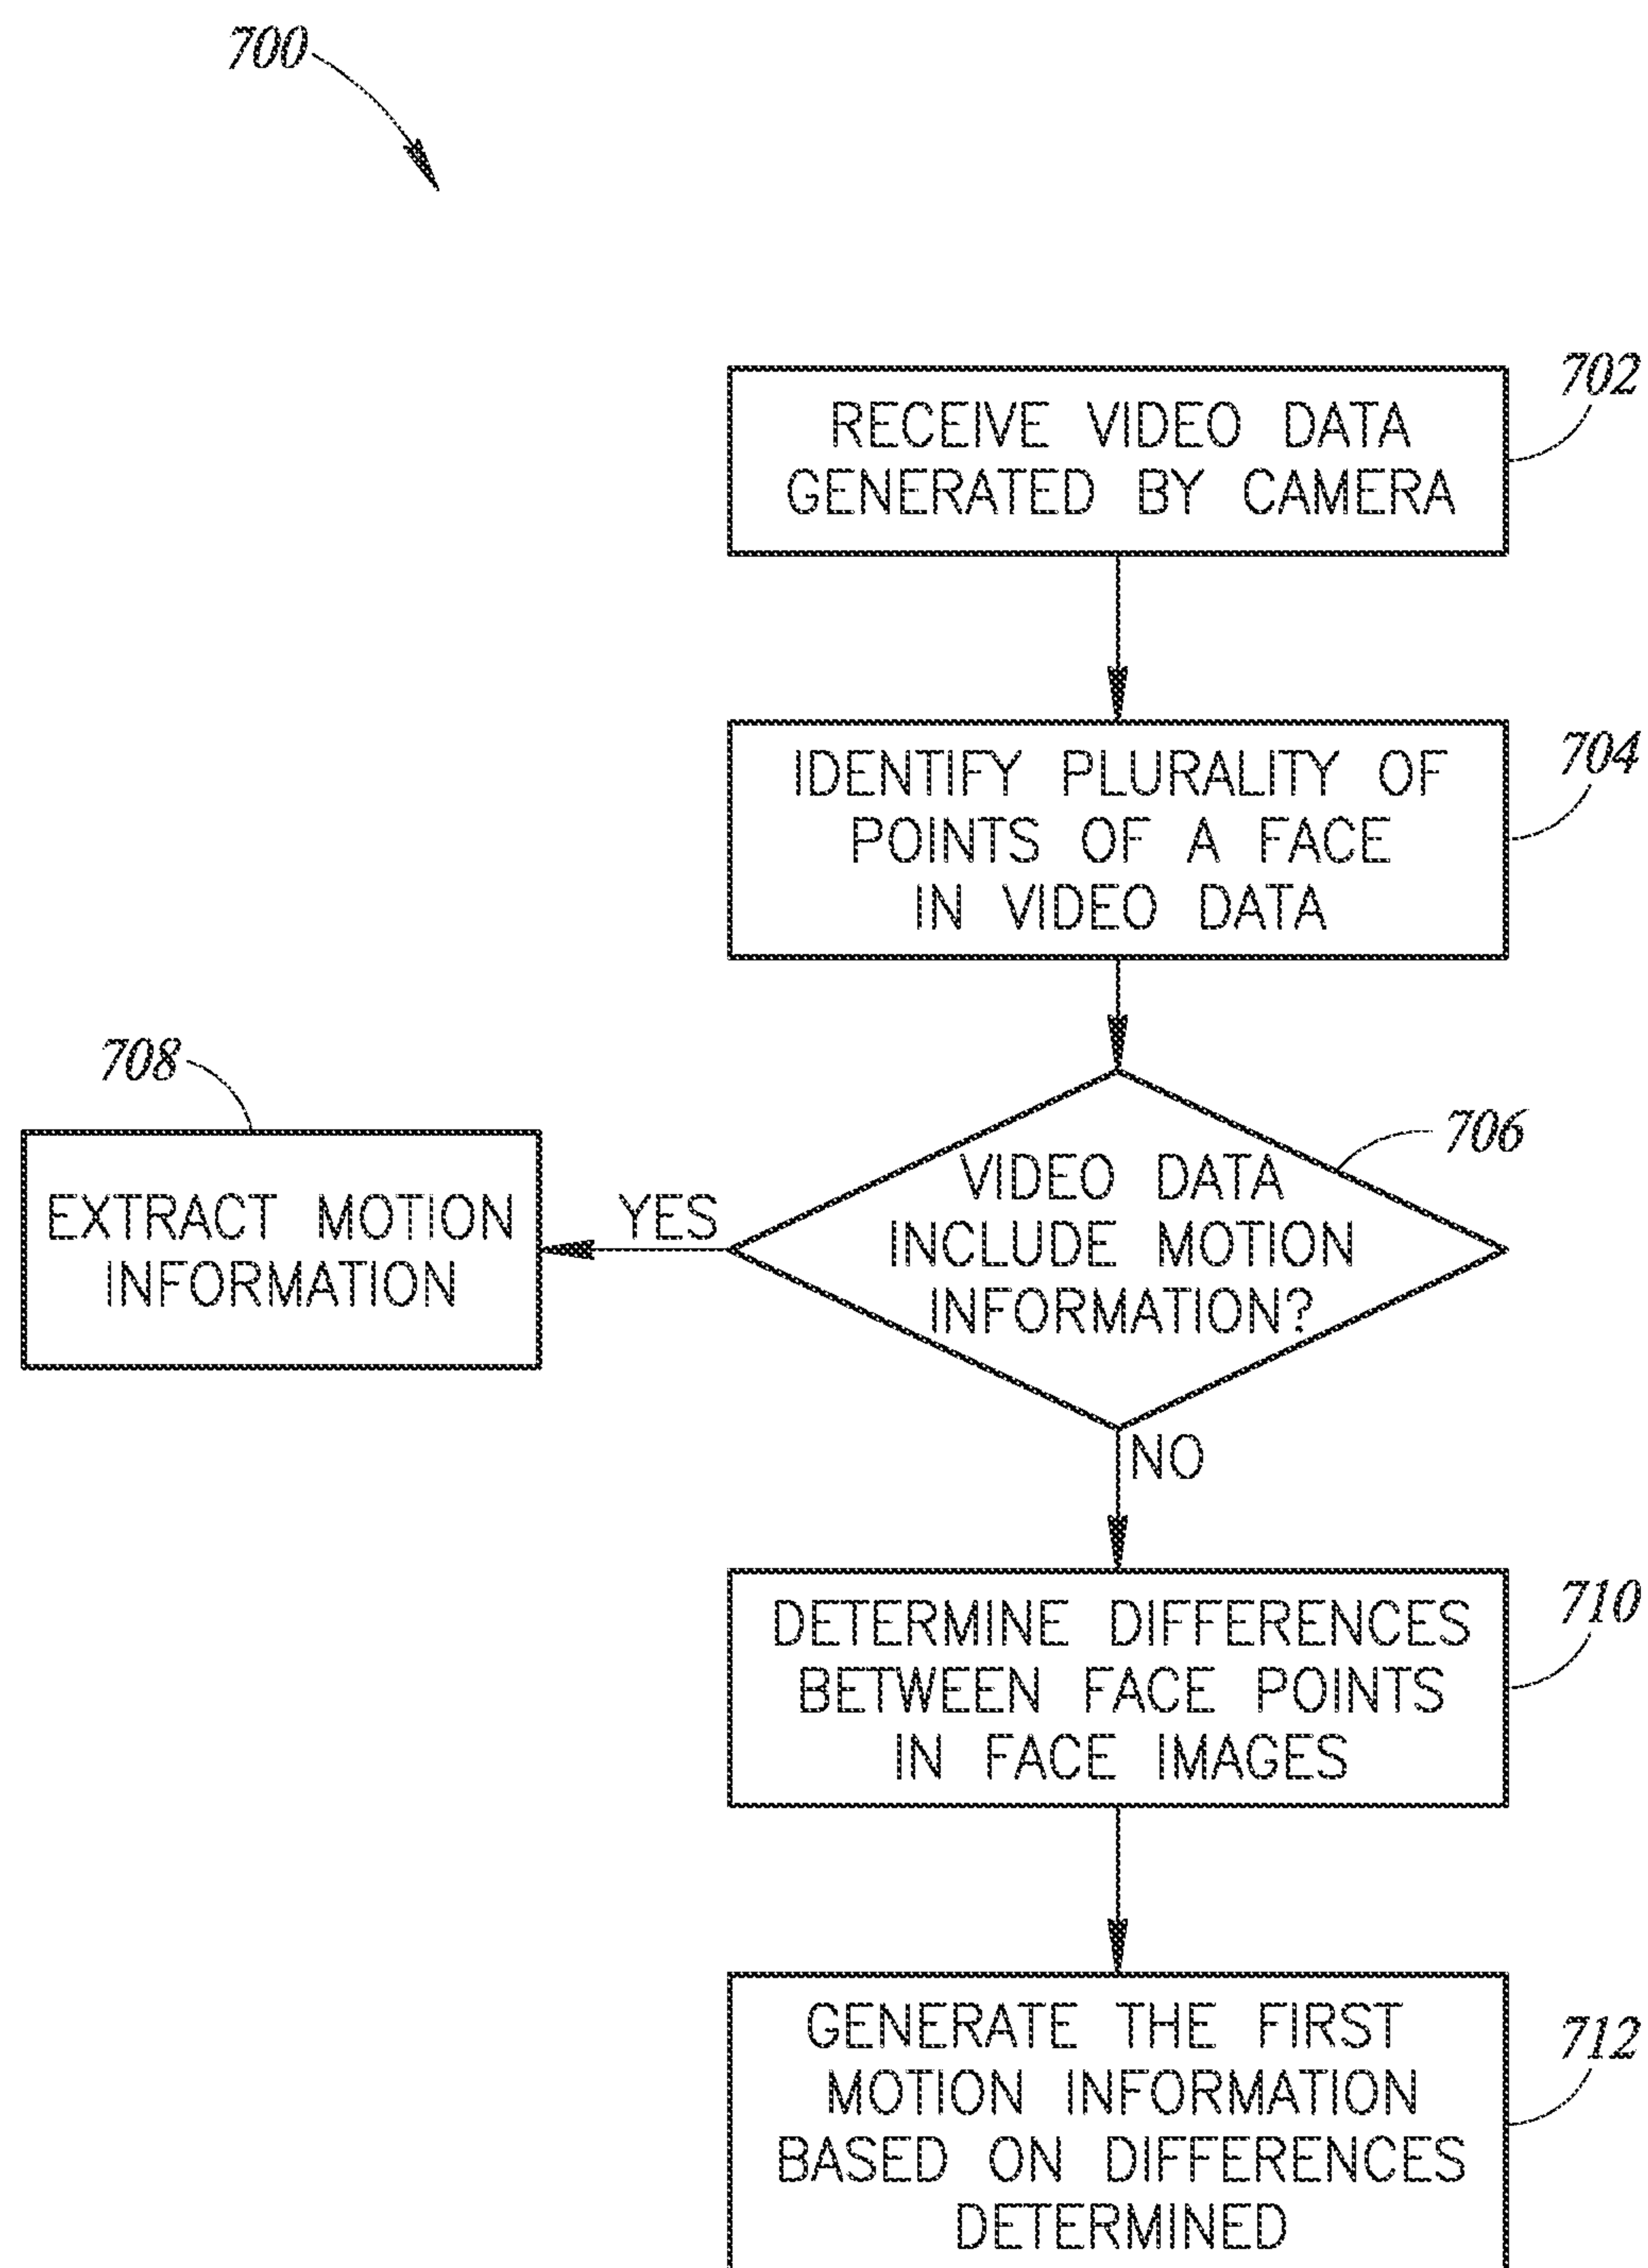 700
702
RECEIVE VIDEO DATA
GENERATED BY CAMERA
704
IDENTIFY PLURALITY OF
POINTS OF A FACE
IN VIDEO DATA
706
VIDEO DATA
INCLUDE MOTION
INFORMATION?
YES
708
EXTRACT MOTION
INFORMATION
NO
710
DETERMINE DIFFERENCES
BETWEEN FACE POINTS
IN FACE IMAGES
712
GENERATE THE FIRST
MOTION INFORMATION
BASED ON DIFFERENCES
DETERMINED